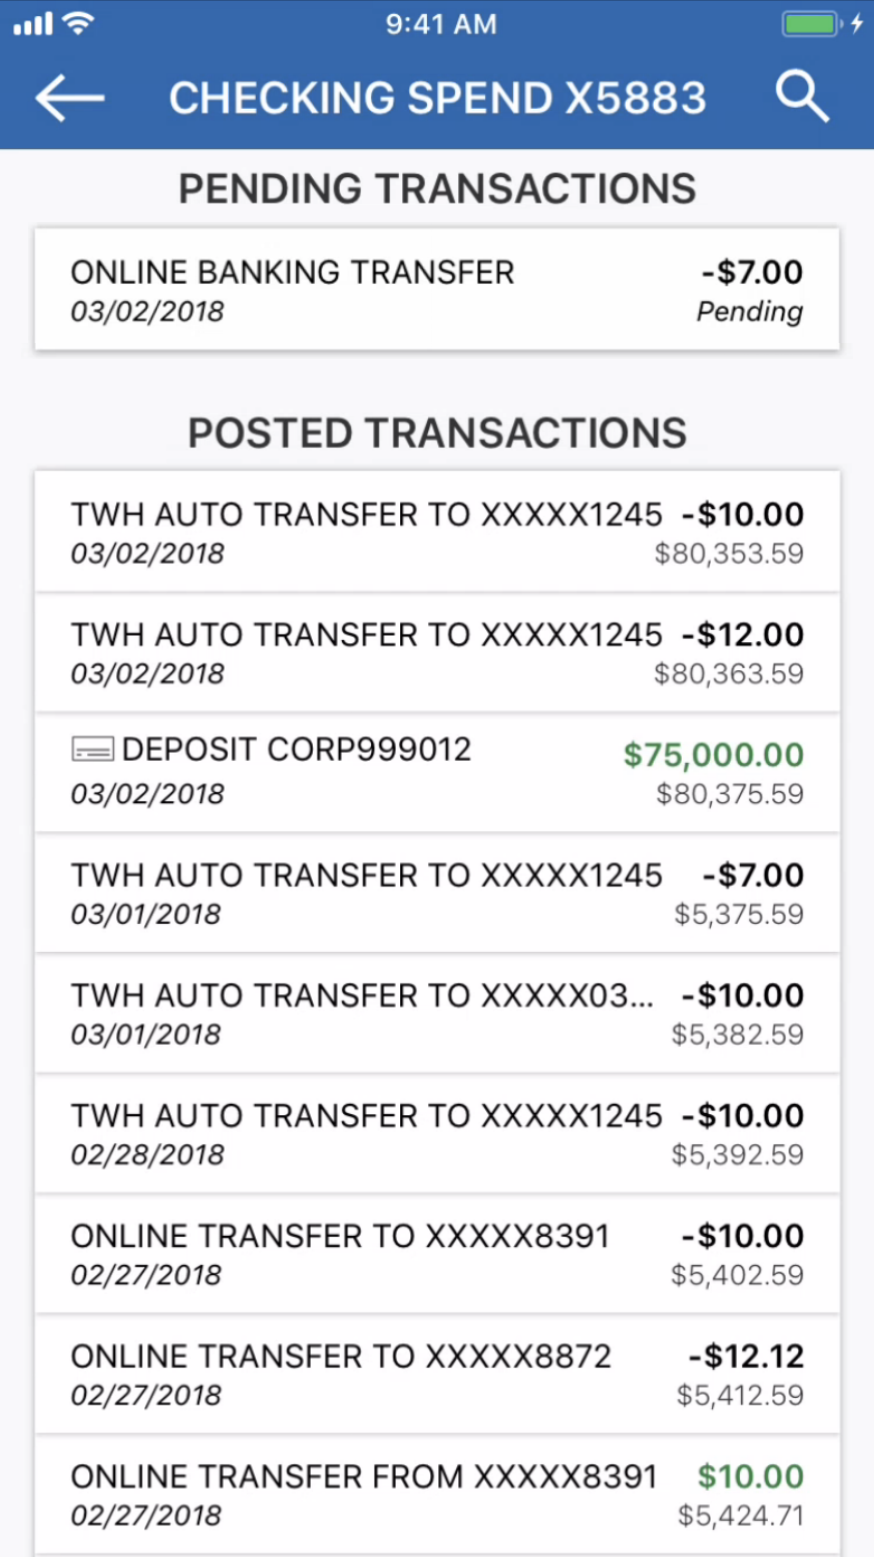 9:41 AM
CHECKING SPEND X5883
PENDING TRANSACTIONS
ONLINE BANKING TRANSFER -$7.00
03/02/2018 Pending
POSTED TRANSACTIONS
TWH AUTO TRANSFER TO XXXXX1245 -$10.00
03/02/2018 $80,353.59
TWH AUTO TRANSFER TO XXXXX1245 -$12.00
03/02/2018 $80,363.59
DEPOSIT CORP999012 $75,000.00
03/02/2018 $80,375.59
TWH AUTO TRANSFER TO XXXXX1245 -$7.00
03/01/2018 $5,375.59
TWH AUTO TRANSFER TO XXXXX03... -$10.00
03/01/2018 $5,382.59
TWH AUTO TRANSFER TO XXXXX1245 -$10.00
02/28/2018 $5,392.59
ONLINE TRANSFER TO XXXXX8391 -$10.00
02/27/2018 $5,402.59
ONLINE TRANSFER TO XXXXX8872 -$12.12
02/27/2018 $5,412.59
ONLINE TRANSFER FROM XXXXX8391 $10.00
02/27/2018 $5,424.71